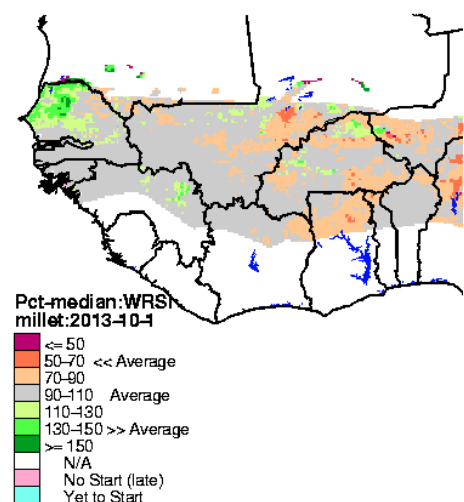 Pct-median:WRSI
millet:2013-10-1
<= 50
50-70 << Average
70-90
90-110 Average
110-130
130-150 >> Average
>= 150
N/A
No Start (late)
Yet to Start